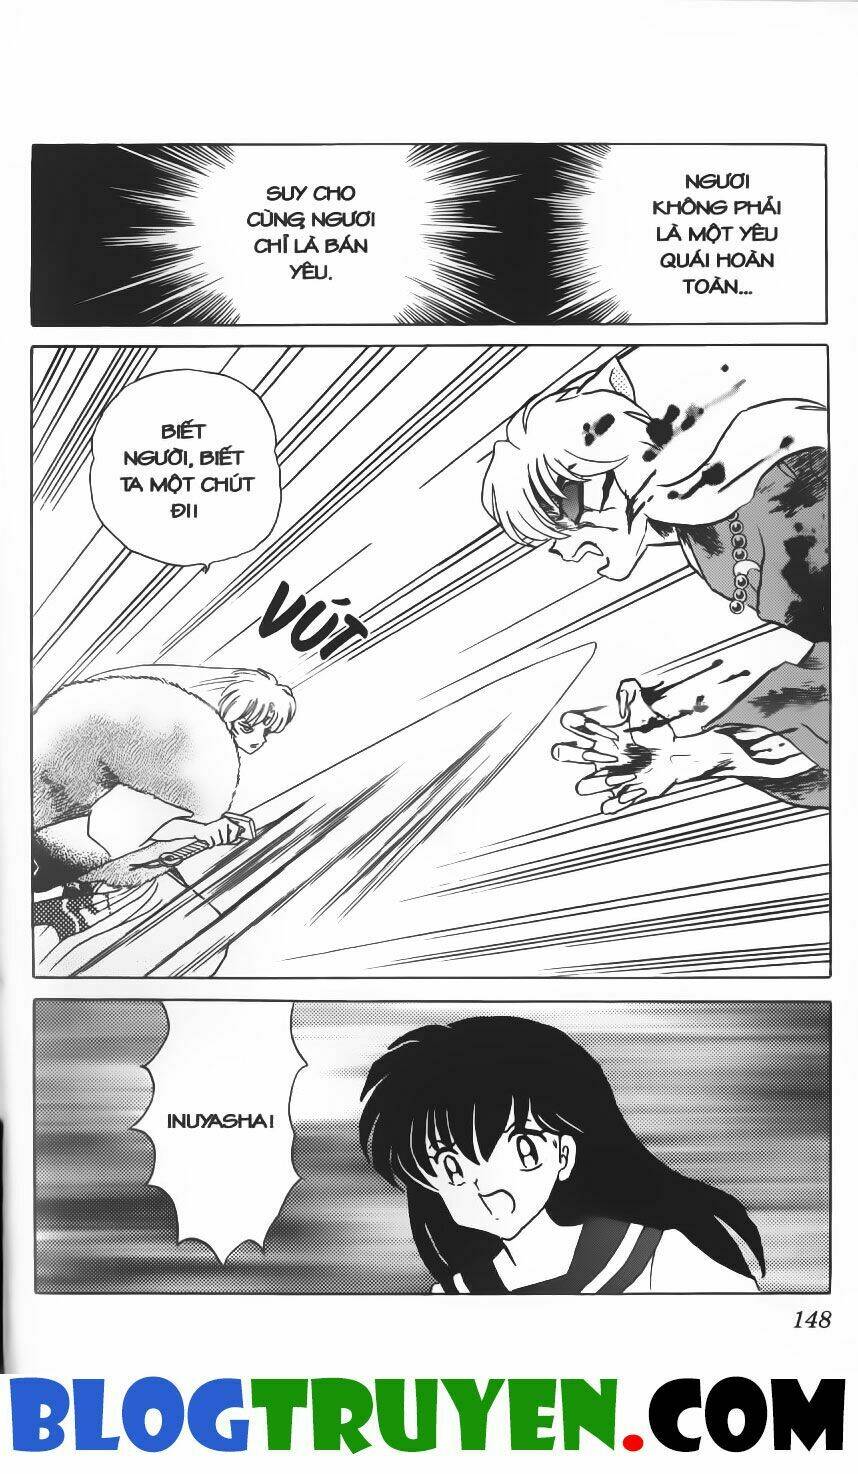 NGƯƠI
KHÔNG PHẢI
LÀ MỘT YÊU
QUÁI HOÀN
TOÀN...
SUY CHO
CÙNG, NGƯƠI
CHỈ LÀ BÁN
YÊU.
BIẾT
NGƯỜI, BIẾT
TA MỘT CHÚT
ĐI!
VÚT
INUYASHA!
148
BLOGTRUYEN.COM